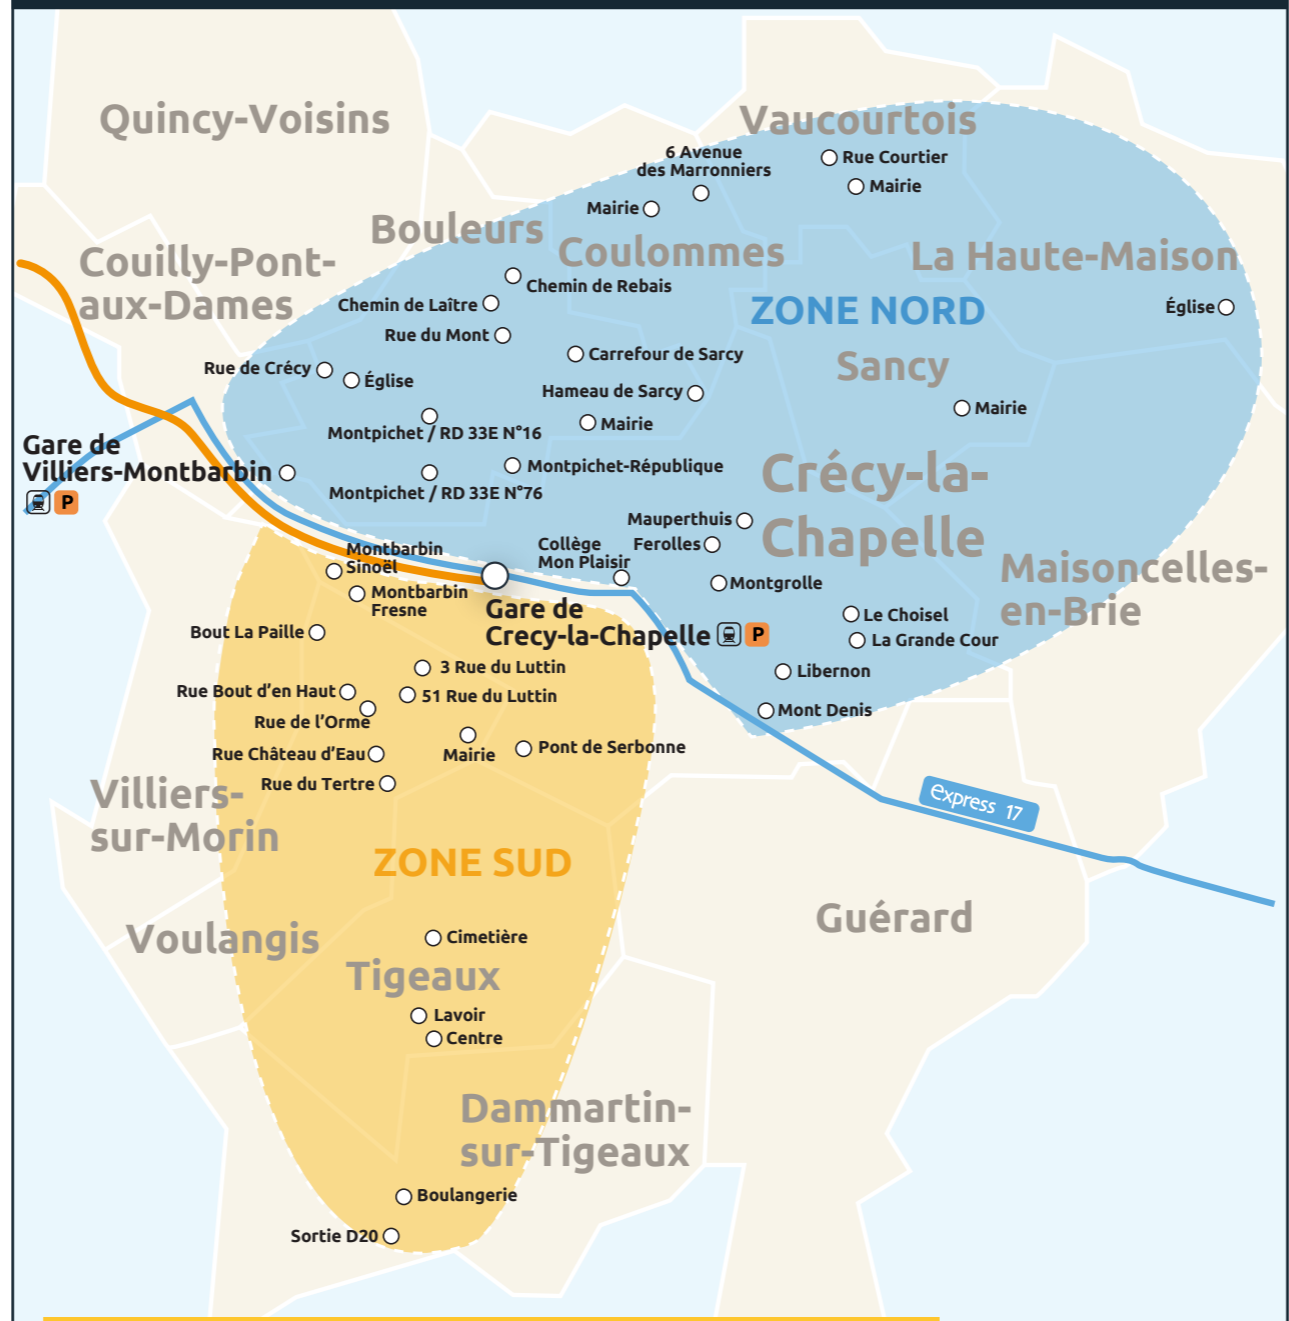 Quincy-Voisins
Vaucourtois
6 Avenue
des Marronniers
Rue Courtier
Mairie
Mairie
Bouleurs
Coulommes
La Haute-Maison
Couilly-Pont-
aux-Dames
Chemin de Rebais
Chemin de Laître
ZONE NORD
Église
Rue du Mont
Carrefour de Sarcy
Sancy
Rue de Crécy
Église
Hameau de Sarcy
Mairie
Mairie
Montpichet / RD 33E N°16
Gare de
Villiers-Montbarbin
P
Montpichet-République
Montpichet / RD 33E N°76
Crécy-la-
Chapelle
Mauperthuis
Ferolles
Collège
Mon Plaisir
Montbarbin
Sinoël
Montbarbin
Fresne
Montgrolle
Maisoncelles-
en-Brie
Gare de
Crecy-la-Chapelle
P
Le Choisel
La Grande Cour
Bout La Paille
3 Rue du Luttin
Libernon
Rue Bout d'en Haut
51 Rue du Luttin
Rue de l'Orme
Mont Denis
Rue Château d'Eau
Mairie
Pont de Serbonne
Rue du Tertre
Villiers-
sur-Morin
express 17
ZONE SUD
Guérard
Voulangis
Cimetière
Tigeaux
Lavoir
Centre
Dammartin-
sur-Tigeaux
Boulangerie
Sortie D20